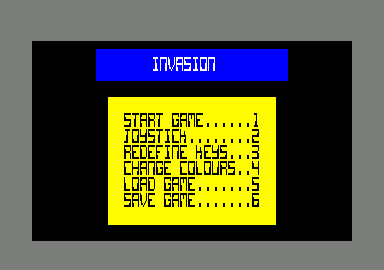 INVASION
START GAME......1
JOYSTICK........2
REDEFINE KEYS...3
CHANGE COLOURS..4
LOAD GAME.......5
SAVE GAME.......6